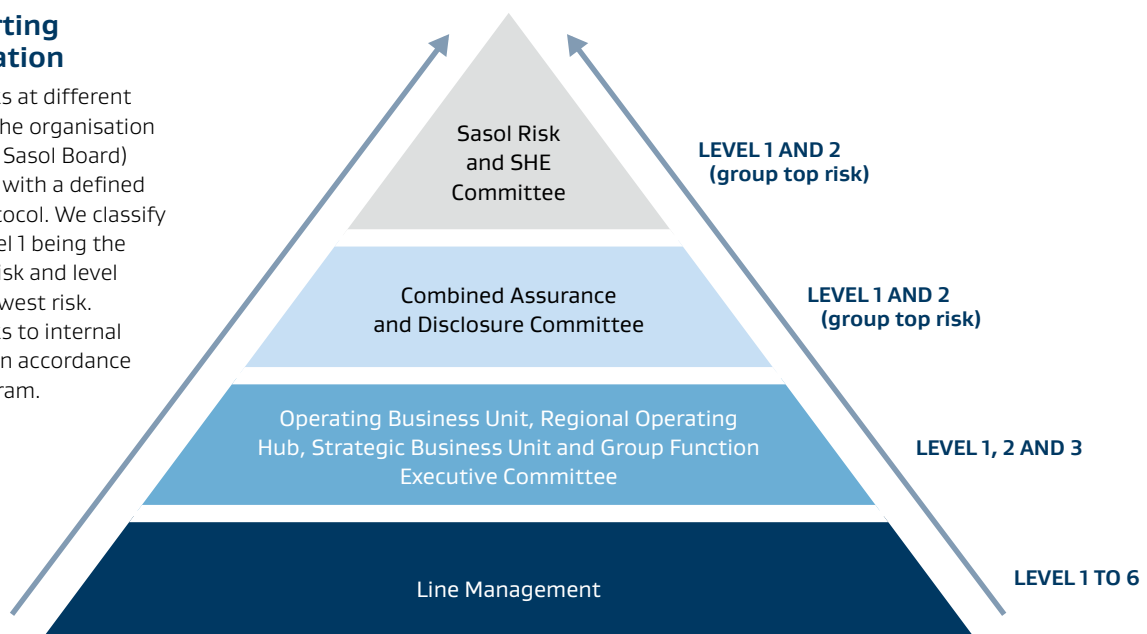 rting
ation
s at different
he organisation
Sasol Board)
with a defined
tocol. We classify
el 1 being the
isk and level
west risk.
s to internal
n accordance
ram.
Sasol Risk
and SHE
Committee
LEVEL 1 AND 2
(group top risk)
Combined Assurance
and Disclosure Committee
LEVEL 1 AND 2
(group top risk)
Operating Business Unit, Regional Operating
Hub, Strategic Business Unit and Group Function
Executive Committee
LEVEL 1, 2 AND 3
Line Management
LEVEL 1 TO 6